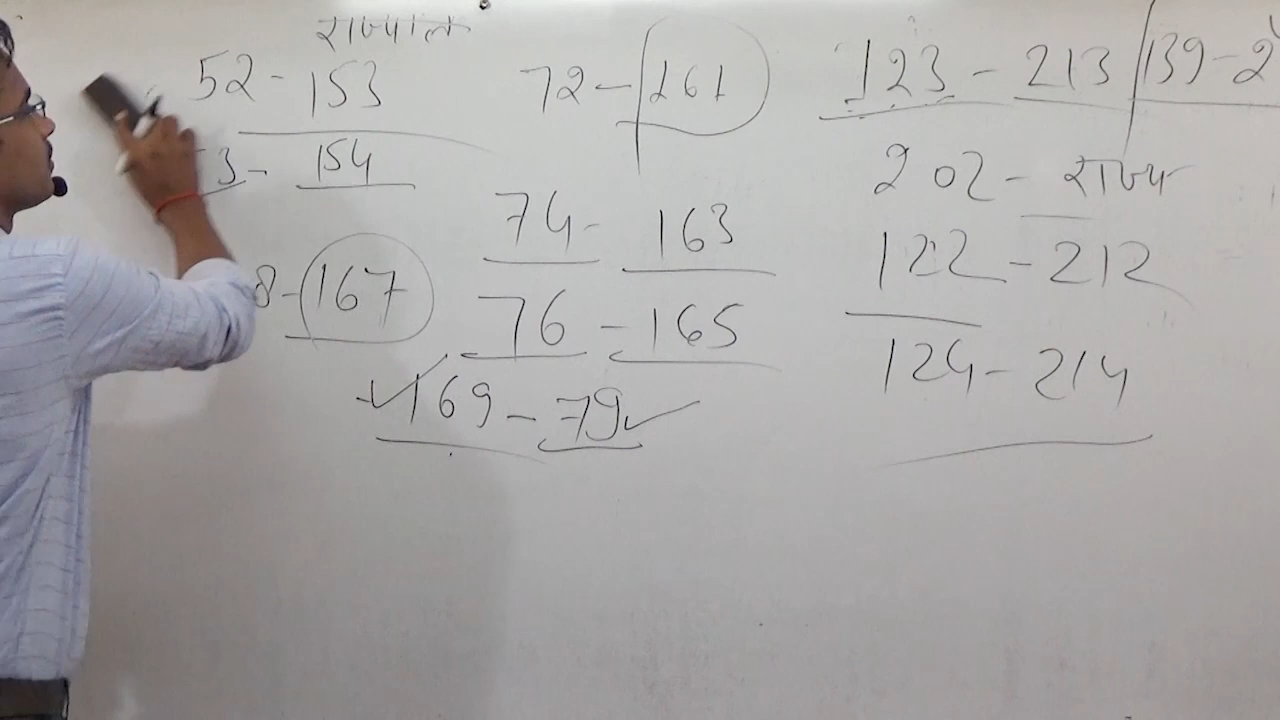 राज्यपाल
52 - 153
3 - 154
8 - 167
72 - 161
74 - 163
76 - 165
169 - 79
123 - 213
139 - 2
202 - राज्य
122 - 212
124 - 214